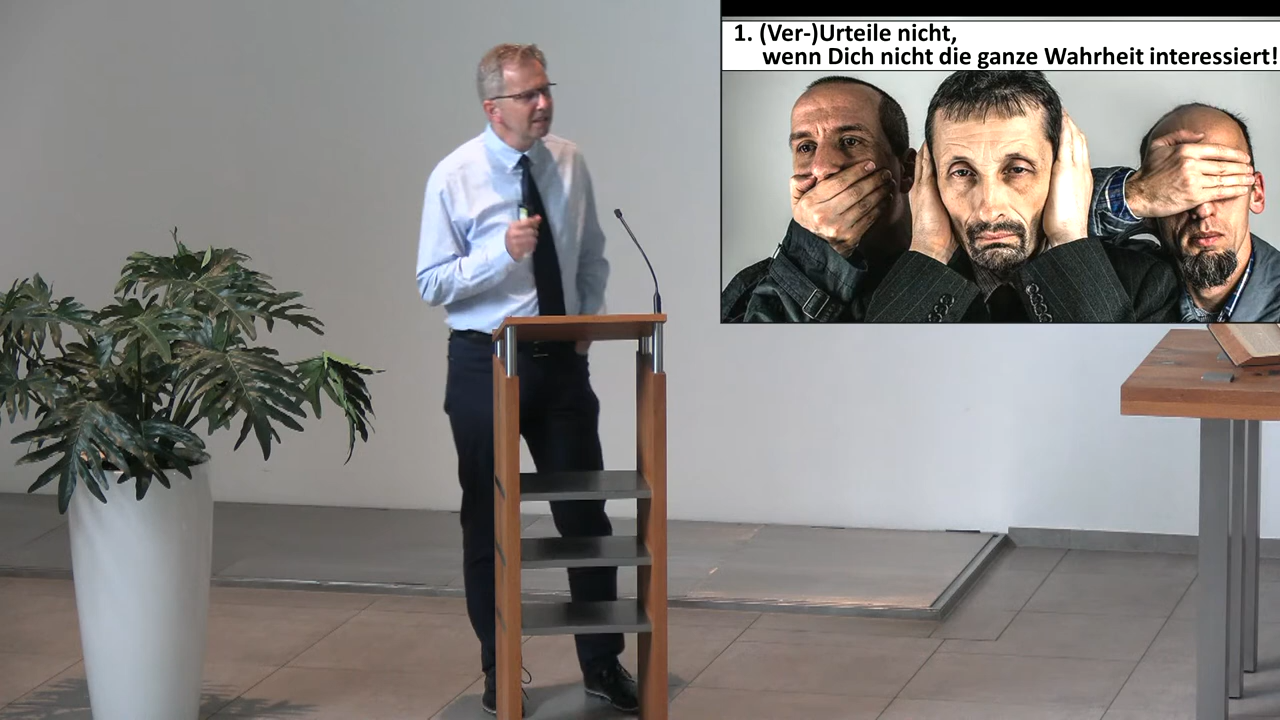 1. (Ver-)Urteile nicht,
wenn Dich nicht die ganze Wahrheit interessiert!